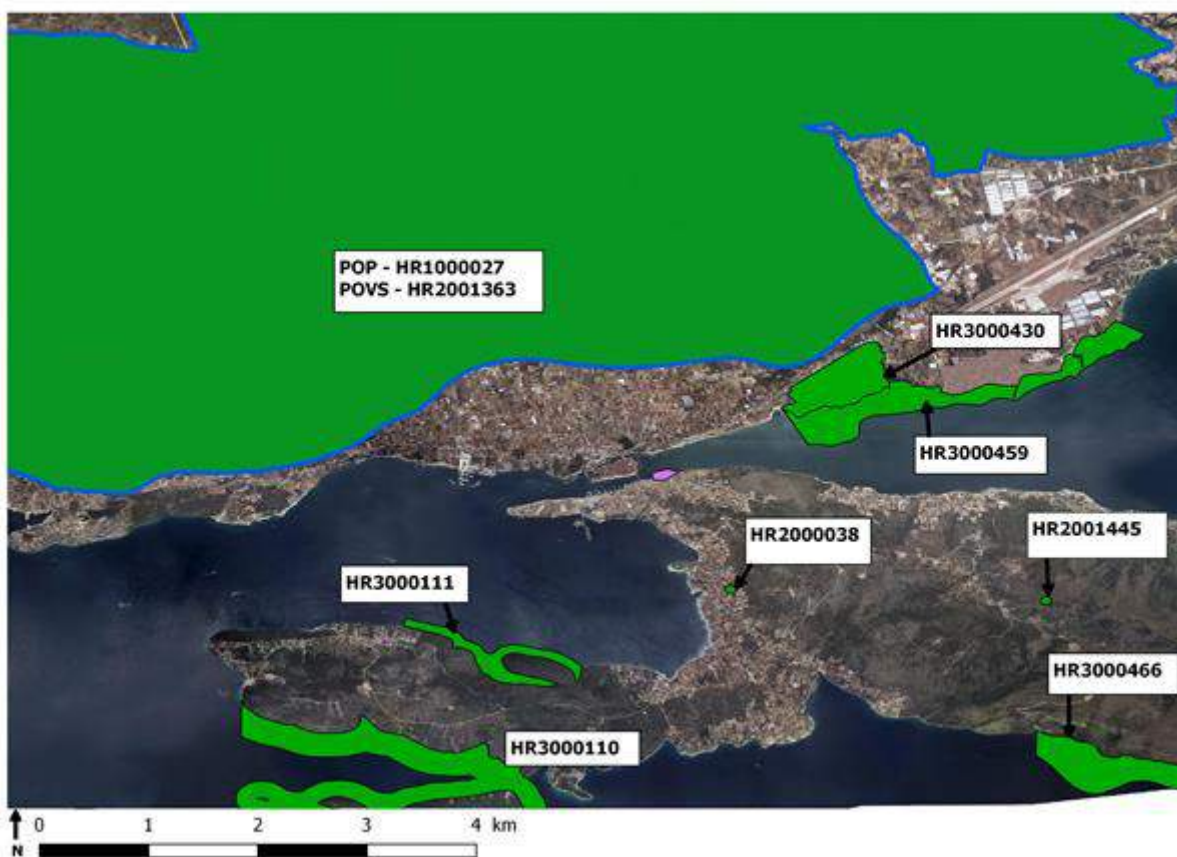 POP - HR1000027
POVS - HR2001363
HR3000430
HR3000459
HR2000038
HR2001445
HR3000111
HR3000466
HR3000110
N
0 1 2 3 4 km